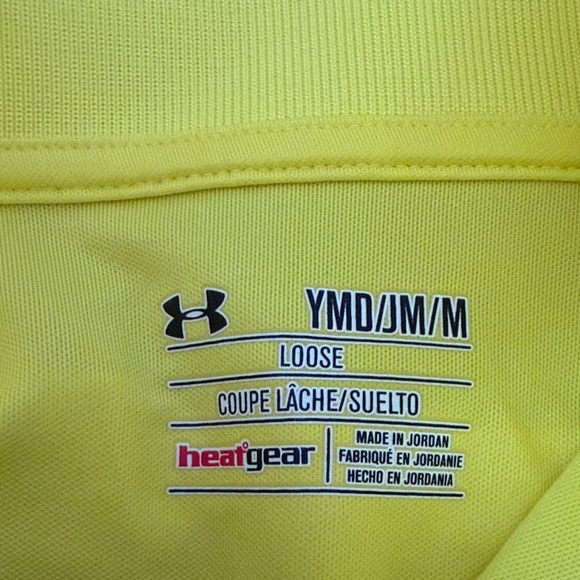 YMD/JM/M
LOOSE
COUPE LÂCHE/SUELTO
heatgear
MADE IN JORDAN
FABRIQUÉ EN JORDANIE
HECHO EN JORDANIA